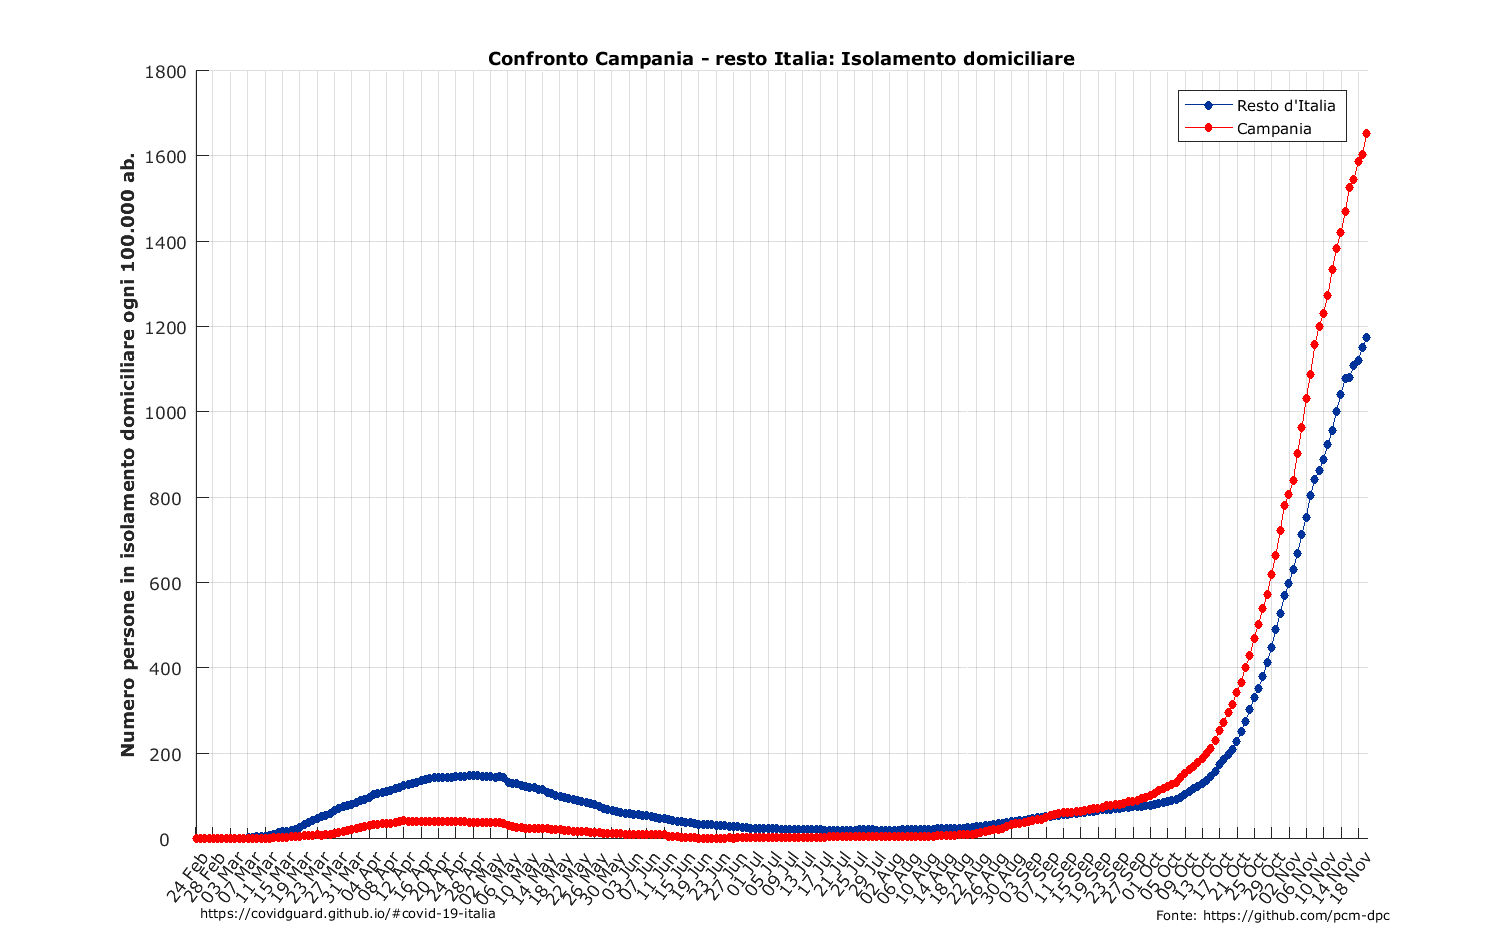 Confronto Campania - resto Italia: Isolamento domiciliare
Resto d'Italia
Campania
Numero persone in isolamento domiciliare ogni 100.000 ab.
1800
1600
1400
1200
1000
800
600
400
200
0
24 Feb
28 Feb
03 Mar
07 Mar
11 Mar
15 Mar
19 Mar
23 Mar
27 Mar
31 Mar
04 Apr
08 Apr
12 Apr
16 Apr
20 Apr
24 Apr
28 Apr
02 May
06 May
10 May
14 May
18 May
22 May
26 May
30 May
03 Jun
07 Jun
11 Jun
15 Jun
19 Jun
23 Jun
27 Jun
01 Jul
05 Jul
09 Jul
13 Jul
17 Jul
21 Jul
25 Jul
29 Jul
02 Aug
06 Aug
10 Aug
14 Aug
18 Aug
22 Aug
26 Aug
30 Aug
03 Sep
07 Sep
11 Sep
15 Sep
19 Sep
23 Sep
27 Sep
01 Oct
05 Oct
09 Oct
13 Oct
17 Oct
21 Oct
25 Oct
29 Oct
02 Nov
06 Nov
10 Nov
14 Nov
18 Nov
https://covidguard.github.io/#covid-19-italia
Fonte: https://github.com/pcm-dpc